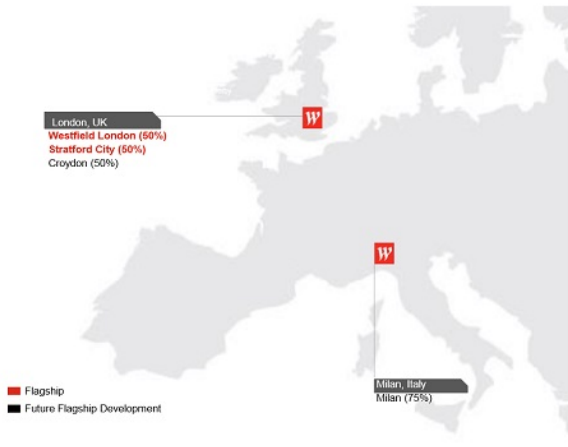 London, UK
Westfield London (50%)
Stratford City (50%)
Croydon (50%)
W
W
Milan, Italy
Milan (75%)
Flagship
Future Flagship Development